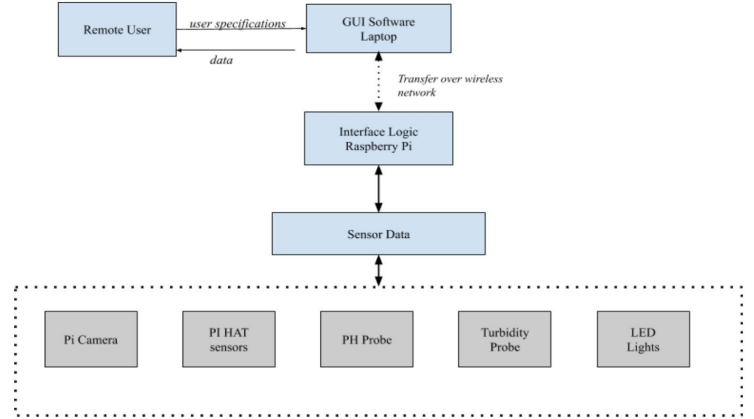 Remote User
user specifications
data
GUI Software
Laptop
Transfer over wireless
network
Interface Logic
Raspberry Pi
Sensor Data
Pi Camera
PI HAT
sensors
PH Probe
Turbidity
Probe
LED
Lights